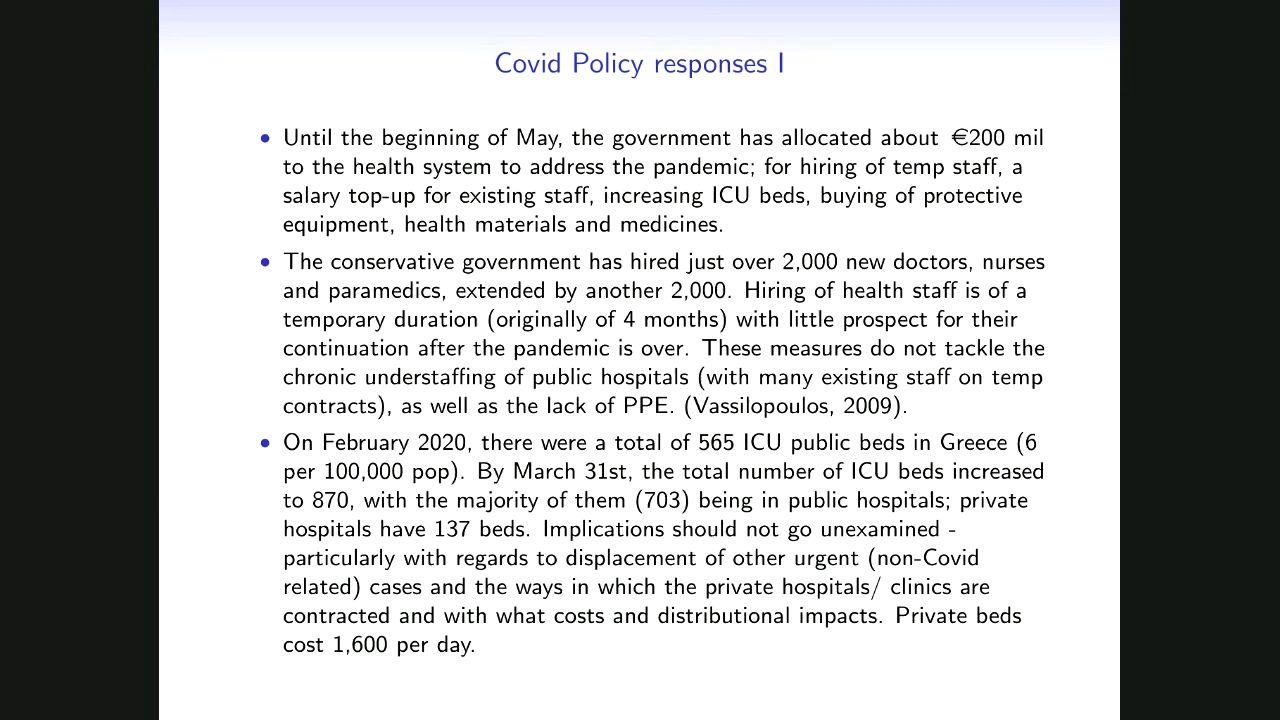 Covid Policy responses I
• Until the beginning of May, the government has allocated about €200 mil
to the health system to address the pandemic; for hiring of temp staff, a
salary top-up for existing staff, increasing ICU beds, buying of protective
equipment, health materials and medicines.
• The conservative government has hired just over 2,000 new doctors, nurses
and paramedics, extended by another 2,000. Hiring of health staff is of a
temporary duration (originally of 4 months) with little prospect for their
continuation after the pandemic is over. These measures do not tackle the
chronic understaffing of public hospitals (with many existing staff on temp
contracts), as well as the lack of PPE. (Vassilopoulos, 2009).
• On February 2020, there were a total of 565 ICU public beds in Greece (6
per 100,000 pop). By March 31st, the total number of ICU beds increased
to 870, with the majority of them (703) being in public hospitals; private
hospitals have 137 beds. Implications should not go unexamined -
particularly with regards to displacement of other urgent (non-Covid
related) cases and the ways in which the private hospitals/ clinics are
contracted and with what costs and distributional impacts. Private beds
cost 1,600 per day.